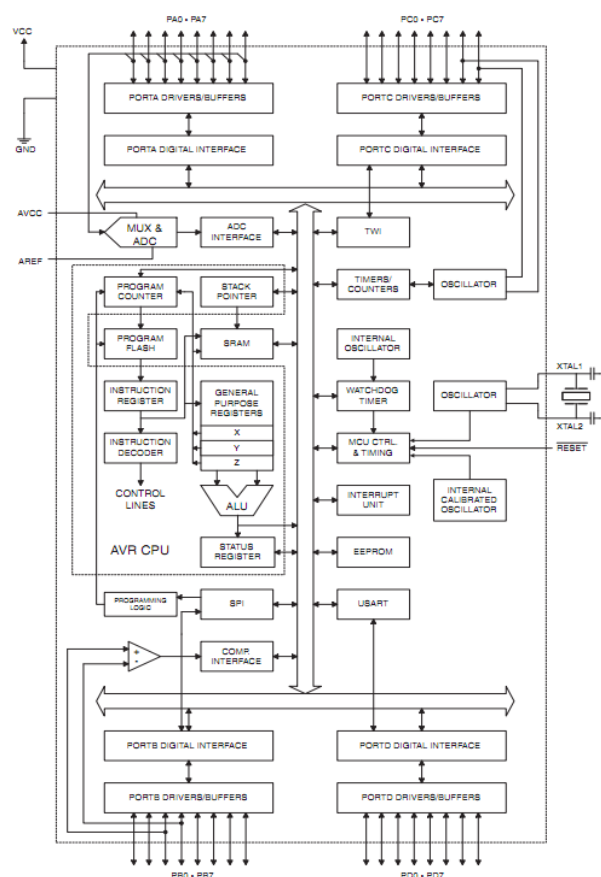 PA0 - PA7
PC0 - PC7
VCC
GND
PORTA DRIVERS/BUFFERS
PORTC DRIVERS/BUFFERS
PORTA DIGITAL INTERFACE
PORTC DIGITAL INTERFACE
AVCC
MUX &
ADC
ADC
INTERFACE
TWI
AREF
PROGRAM
COUNTER
STACK
POINTER
TIMERS/
COUNTERS
OSCILLATOR
PROGRAM
FLASH
SRAM
INTERNAL
OSCILLATOR
XTAL1
INSTRUCTION
REGISTER
GENERAL
PURPOSE
REGISTERS
WATCHDOG
TIMER
OSCILLATOR
XTAL2
X
INSTRUCTION
DECODER
Y
MCU CTRL.
& TIMING
RESET
Z
CONTROL
LINES
ALU
INTERRUPT
UNIT
INTERNAL
CALIBRATED
OSCILLATOR
AVR CPU
STATUS
REGISTER
EEPROM
PROGRAMMING
LOGIC
SPI
USART
+
-
COMP.
INTERFACE
PORTB DIGITAL INTERFACE
PORTD DIGITAL INTERFACE
PORTB DRIVERS/BUFFERS
PORTD DRIVERS/BUFFERS
PB0 - PB7
PD0 - PD7